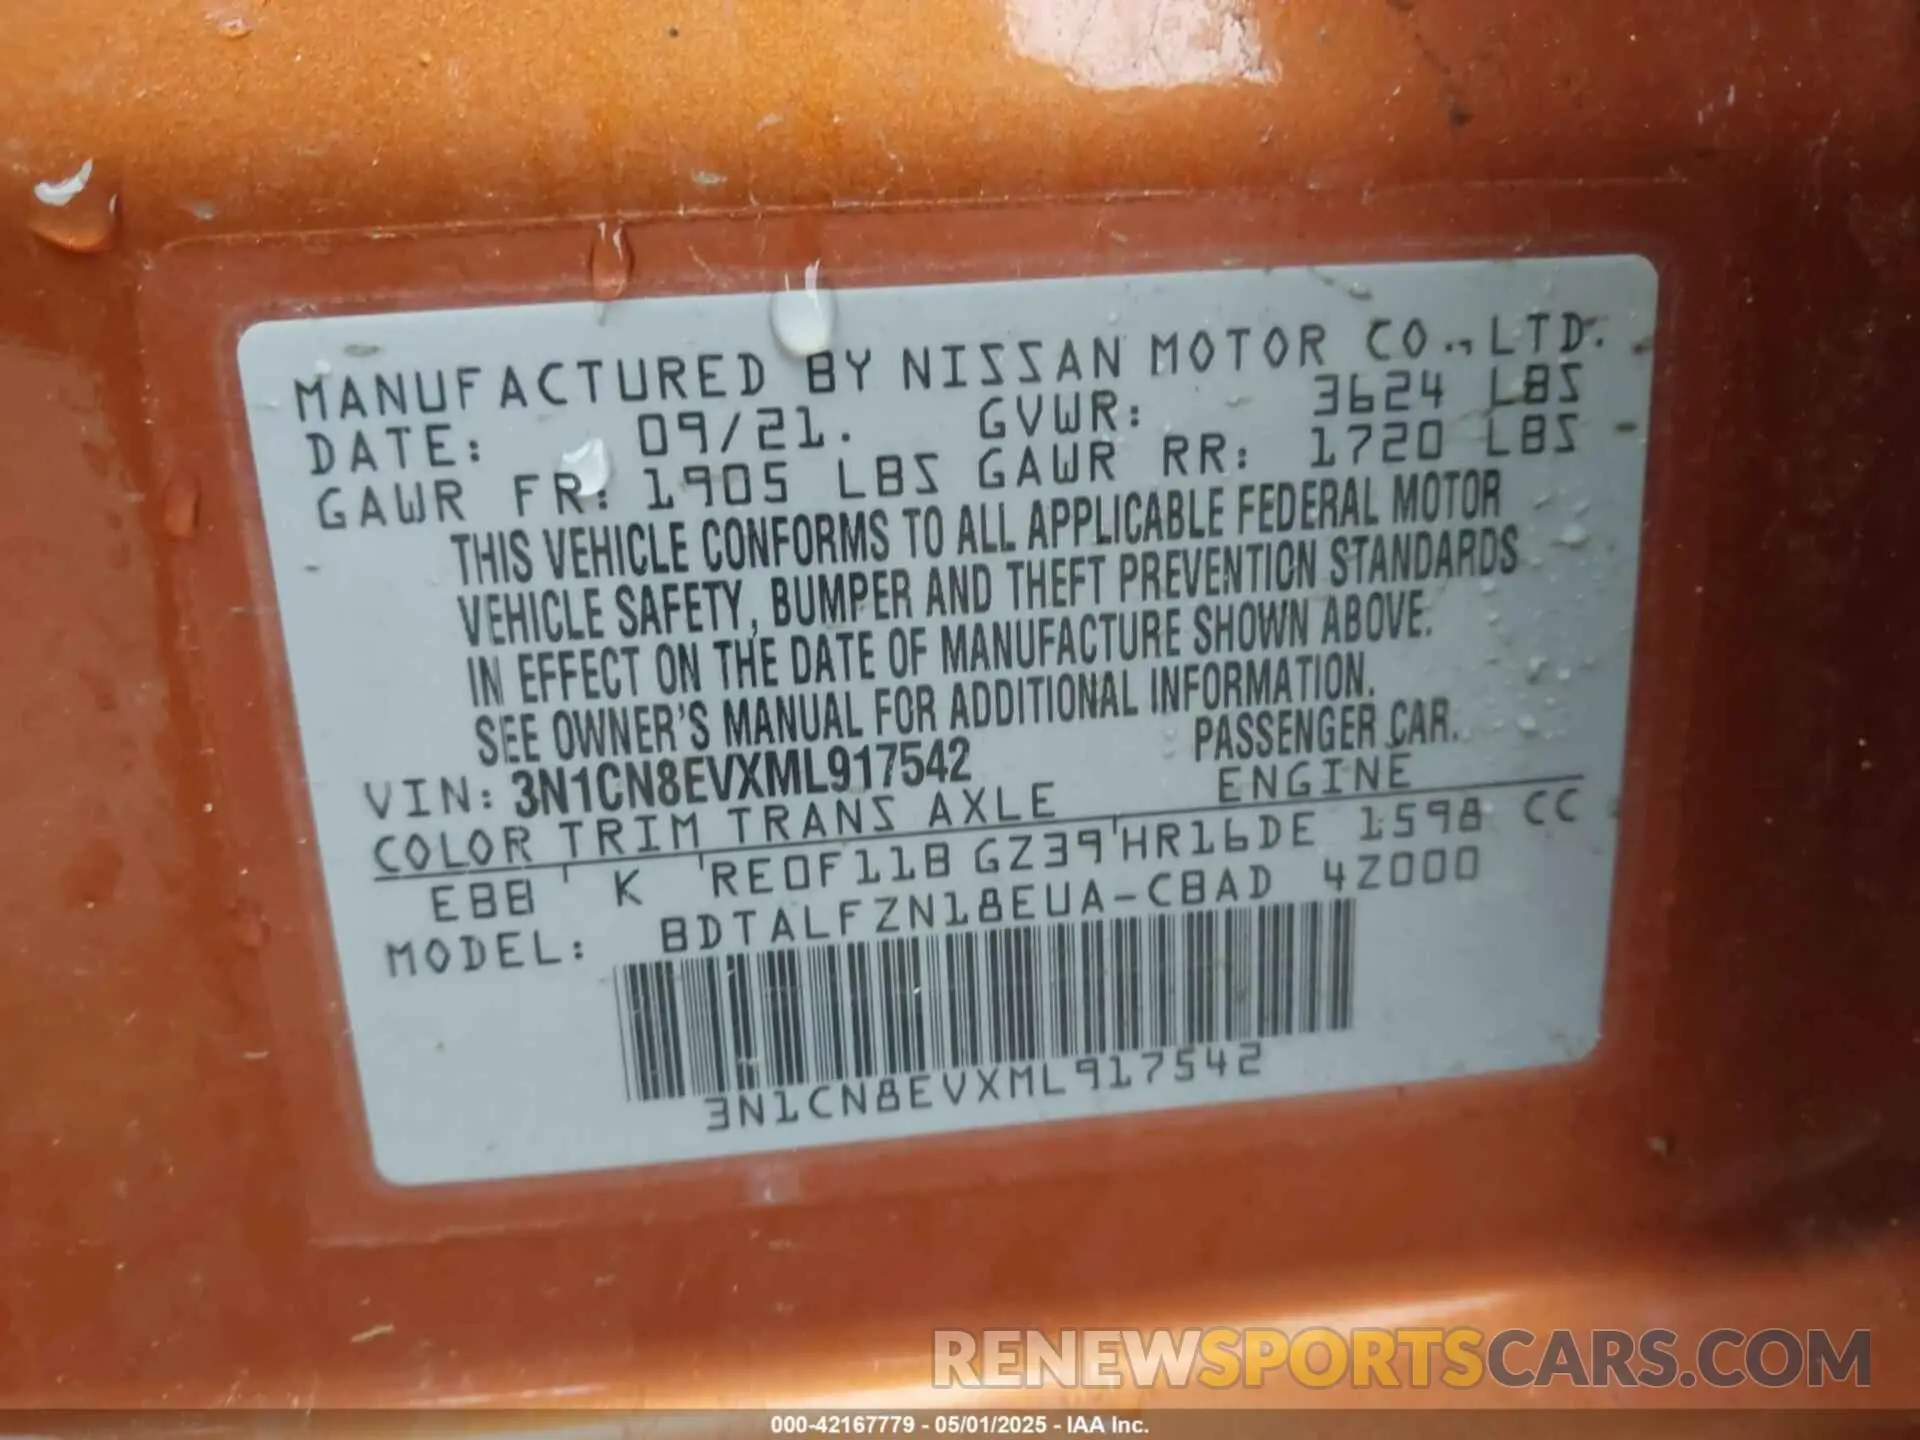 MANUFACTURED BY NISSAN MOTOR CO., LTD.
DATE: 09/21. GVWR: 3624 LBS
GAWR FR: 1905 LBS GAWR RR: 1720 LBS
THIS VEHICLE CONFORMS TO ALL APPLICABLE FEDERAL MOTOR
VEHICLE SAFETY, BUMPER AND THEFT PREVENTION STANDARDS
IN EFFECT ON THE DATE OF MANUFACTURE SHOWN ABOVE.
SEE OWNER'S MANUAL FOR ADDITIONAL INFORMATION.
VIN: 3N1CN8EVXML917542 PASSENGER CAR.
COLOR TRIM TRANS AXLE ENGINE
EBB K RE0F11B GZ39 HR16DE 1598 CC
MODEL: BDTALFZN18EUA-CBAD 4Z000
3N1CN8EVXML917542
RENEWSPORTSCARS.COM
000-42167779 - 05/01/2025 - IAA Inc.